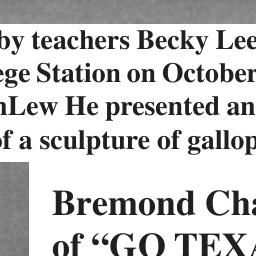 by teachers Becky Lee
ege Station on October
nLew He presented an
of a sculpture of gallop
Bremond Cha
of “GO TEXA